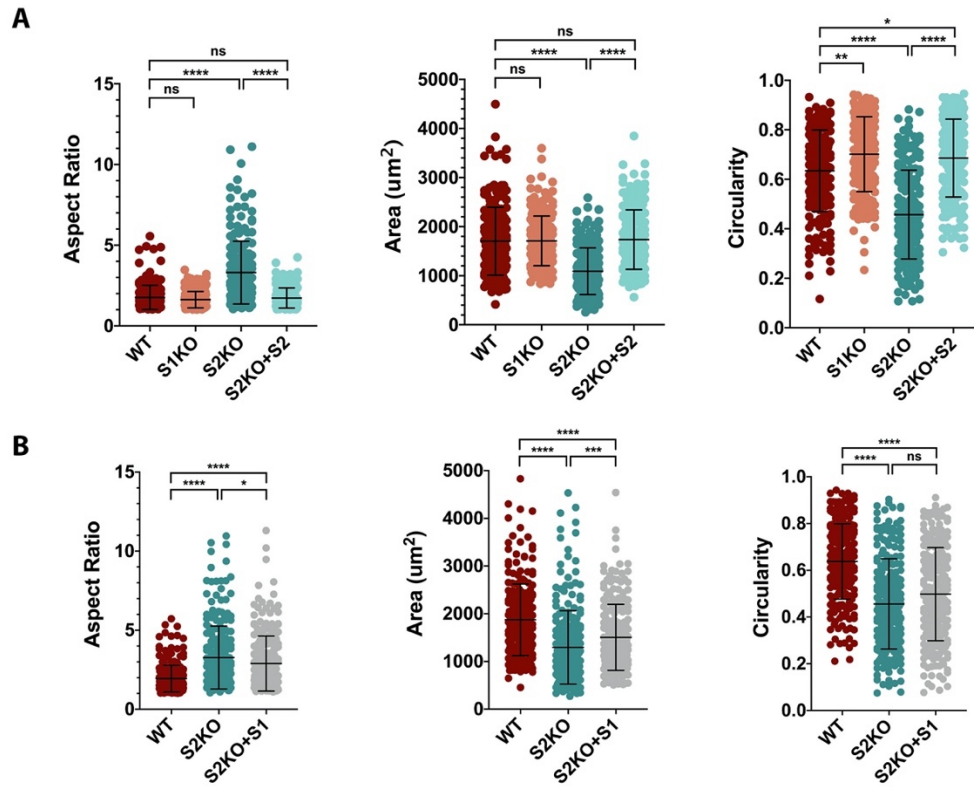 A
ns
****
****
ns
15
10
5
0
Aspect Ratio
WT
S1KO
S2KO
S2KO+S2
ns
****
****
ns
5000
4000
3000
2000
1000
0
Area (um²)
WT
S1KO
S2KO
S2KO+S2
*
****
****
**
1.0
0.8
0.6
0.4
0.2
0.0
Circularity
WT
S1KO
S2KO
S2KO+S2
B
****
****
*
15
10
5
0
Aspect Ratio
WT
S2KO
S2KO+S1
****
****
***
5000
4000
3000
2000
1000
0
Area (um²)
WT
S2KO
S2KO+S1
****
****
ns
1.0
0.8
0.6
0.4
0.2
0.0
Circularity
WT
S2KO
S2KO+S1